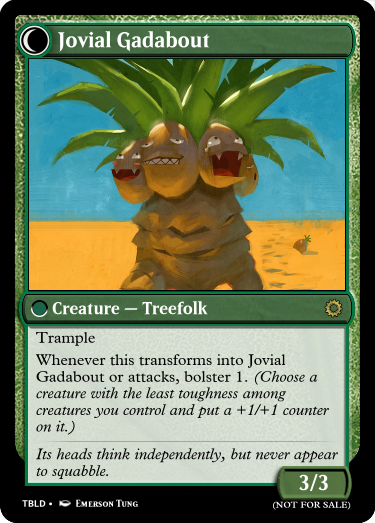 Jovial Gadabout
Creature — Treefolk
Trample
Whenever this transforms into Jovial
Gadabout or attacks, bolster 1. (Choose a
creature with the least toughness among
creatures you control and put a +1/+1 counter
on it.)
Its heads think independently, but never appear
to squabble.
3/3
TBLD • Emerson Tung
(NOT FOR SALE)